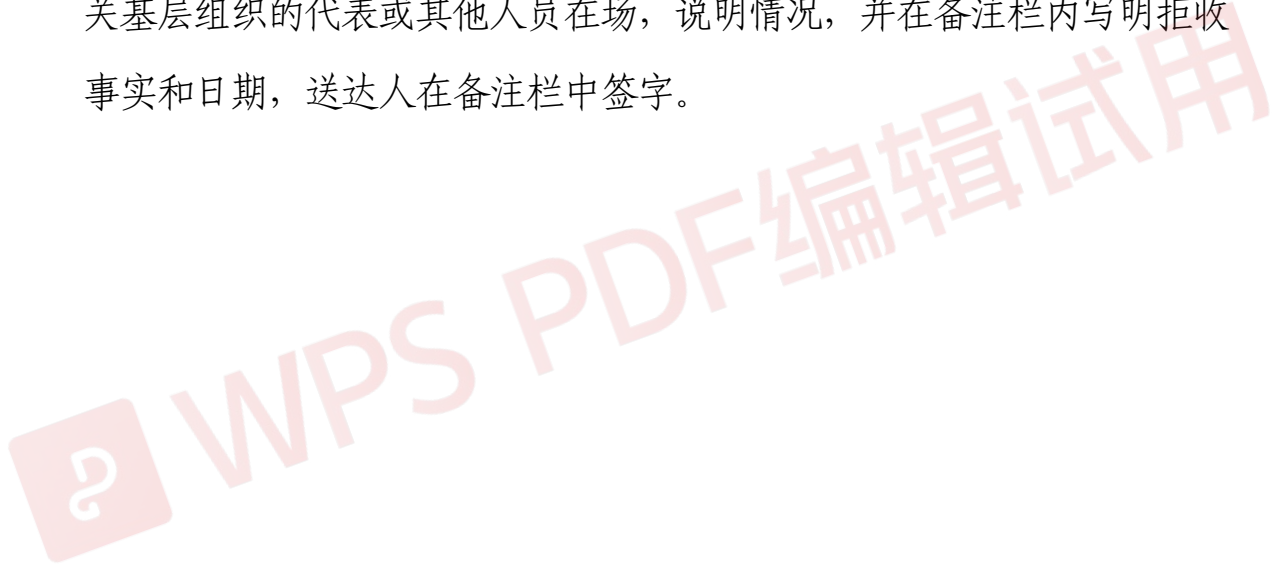 关基层组织的代表或其他人员在场，说明情况，并在备注栏内写明拒收
事实和日期，送达人在备注栏中签字。
WPS PDF编辑试用